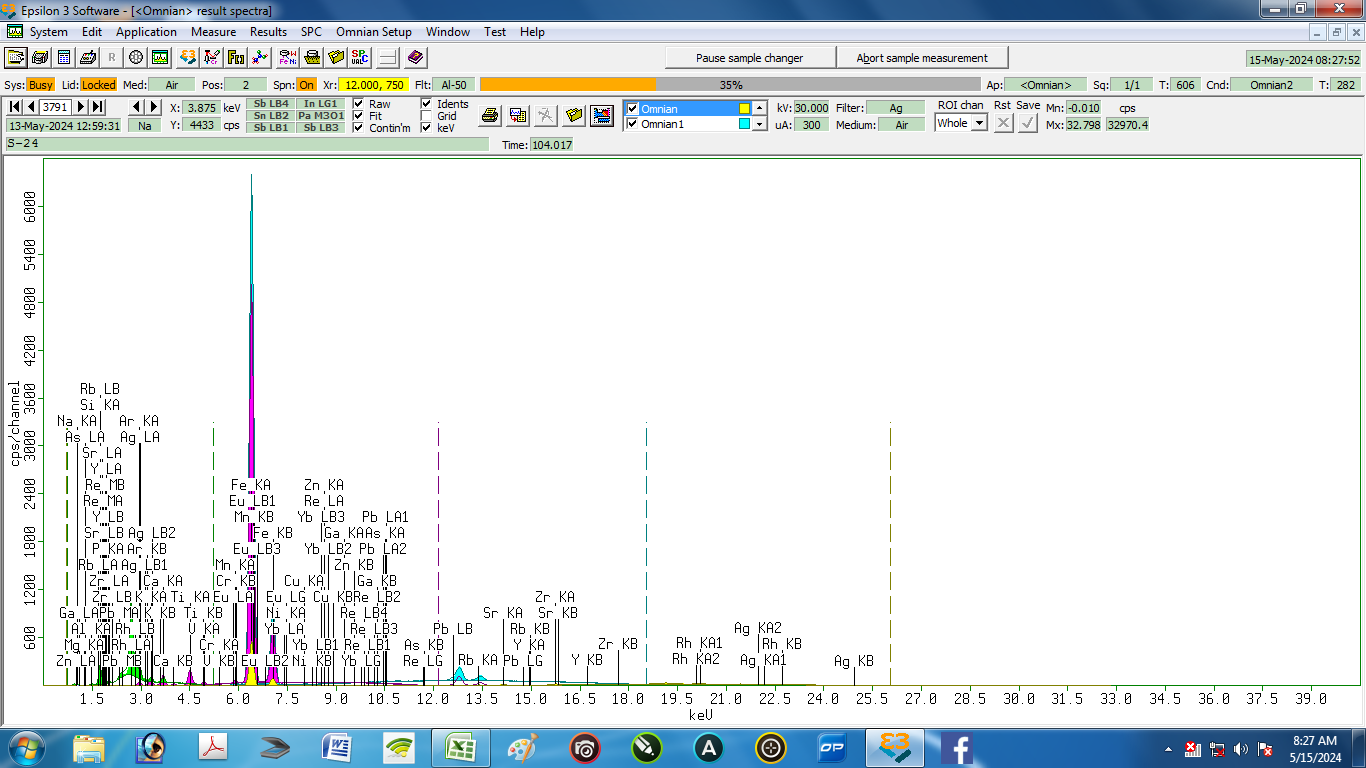 Epsilon 3 Software - [<Omnian> result spectra]
System Edit Application Measure Results SPC Omnian Setup Window Test Help
Pause sample changer Abort sample measurement 15-May-2024 08:27:52
Sys: Busy Lid: Locked Med: Air Pos: 2 Spn: On Xr: 12.000, 750 Flt: Al-50 35% Ap: <Omnian> Sq: 1/1 T: 606 Cnd: Omnian2 T: 282
3791 X: 3.875 keV Sb LB4 In LG1 Raw Idents Omnian kV: 30.000 Filter: Ag ROI chan Rst Save Mn: -0.010 cps
13-May-2024 12:59:31 Na Y: 4433 cps Sn LB2 Pa M3O1 Fit Grid Omnian1 uA: 300 Medium: Air Whole Mx: 32.798 32970.4
Sb LB1 Sb LB3 Contin'm keV
S-24 Time: 104.017
cps/channel
6000
5400
4800
4200
3600
3000
2400
1800
1200
600
Rb LB
Si KA
Na KA Ar KA
As LA Ag LA
Sr LA
Y LA
Re MB Fe KA Zn KA
Re MA Eu LB1 Re LA
Y LB Mn KB Yb LB3 Pb LA1
Sr LB Ag LB2 Fe KB Ga KA As KA
P KA Ar KB Eu LB3 Yb LB2 Pb LA2
Rb LA Ag LB1 Mn KA Zn KB
Zr LA Ca KA Cr KB Cu KA Ga KB
Zr LB K KA Ti KA Eu LA Eu LG Cu KB Re LB2 Zr KA
Ga LA Pb MA K KB Ti KB Ni KA Re LB4 Sr KA Sr KB
Al KA Rh LB V KA Yb LA Re LB3 Pb LB Rb KB Ag KA2
Mg KA Rh LA Cr KA Yb LB1 Re LB1 As KB Y KA Zr KB Rh KA1 Rh KB
Zn LA Pb MB Ca KB V KB Eu LB2 Ni KB Yb LG Re LG Rb KA Pb LG Y KB Rh KA2 Ag KA1 Ag KB
1.5 3.0 4.5 6.0 7.5 9.0 10.5 12.0 13.5 15.0 16.5 18.0 19.5 21.0 22.5 24.0 25.5 27.0 28.5 30.0 31.5 33.0 34.5 36.0 37.5 39.0
keV
8:27 AM
5/15/2024